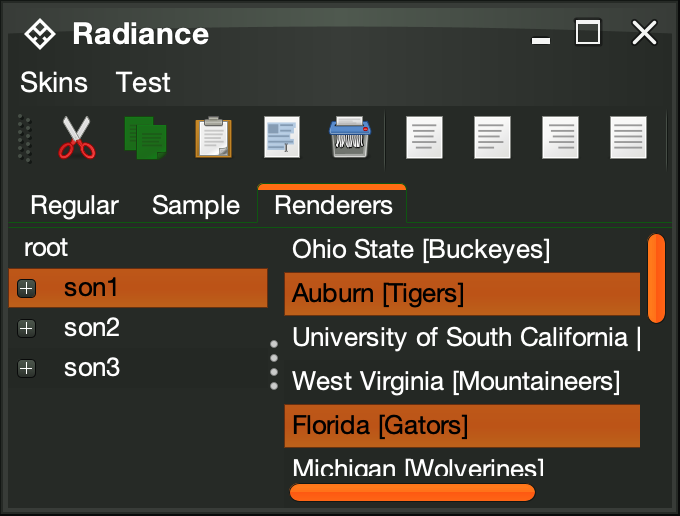 Radiance
Skins Test
Regular Sample Renderers
root
son1
son2
son3
Ohio State [Buckeyes]
Auburn [Tigers]
University of South California [
West Virginia [Mountaineers]
Florida [Gators]
Michigan [Wolverines]